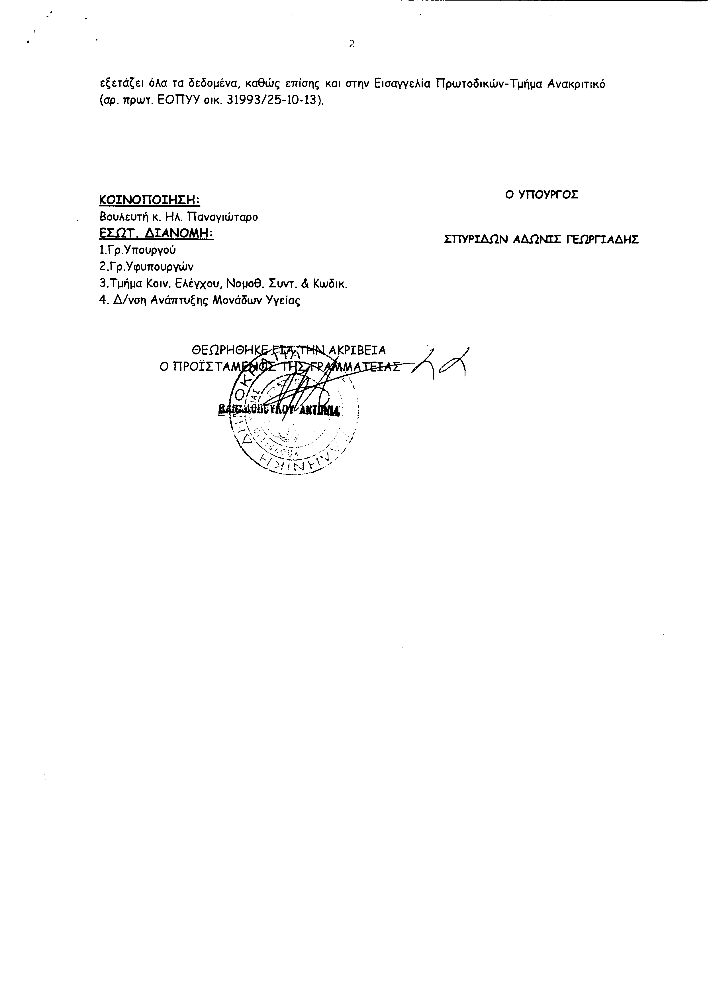 2
εξετάζει όλα τα δεδομένα, καθώς επίσης και στην Εισαγγελία Πρωτοδικών-Τμήμα Ανακριτικό
(αρ. πρωτ. ΕΟΠΥΥ οικ. 31993/25-10-13).
ΚΟΙΝΟΠΟΙΗΣΗ:
Βουλευτή κ. Ηλ. Παναγιώταρο
ΕΣΩΤ. ΔΙΑΝΟΜΗ:
1.Γρ.Υπουργού
2.Γρ.Υφυπουργών
3.Τμήμα Κοιν. Ελέγχου, Νομοθ. Συντ. & Κωδικ.
4. Δ/νση Ανάπτυξης Μονάδων Υγείας
Ο ΥΠΟΥΡΓΟΣ
ΣΠΥΡΙΔΩΝ ΑΔΩΝΙΣ ΓΕΩΡΓΙΑΔΗΣ
ΘΕΩΡΗΘΗΚΕ ΓΙΑ ΤΗΝ ΑΚΡΙΒΕΙΑ
Ο ΠΡΟΪΣΤΑΜΕΝΟΣ ΤΗΣ ΓΡΑΜΜΑΤΕΙΑΣ
ΑΝΤΩΝΙΑ
ΕΛΛΗΝΙΚΗ ΔΗΜΟΚΡΑΤΙΑ